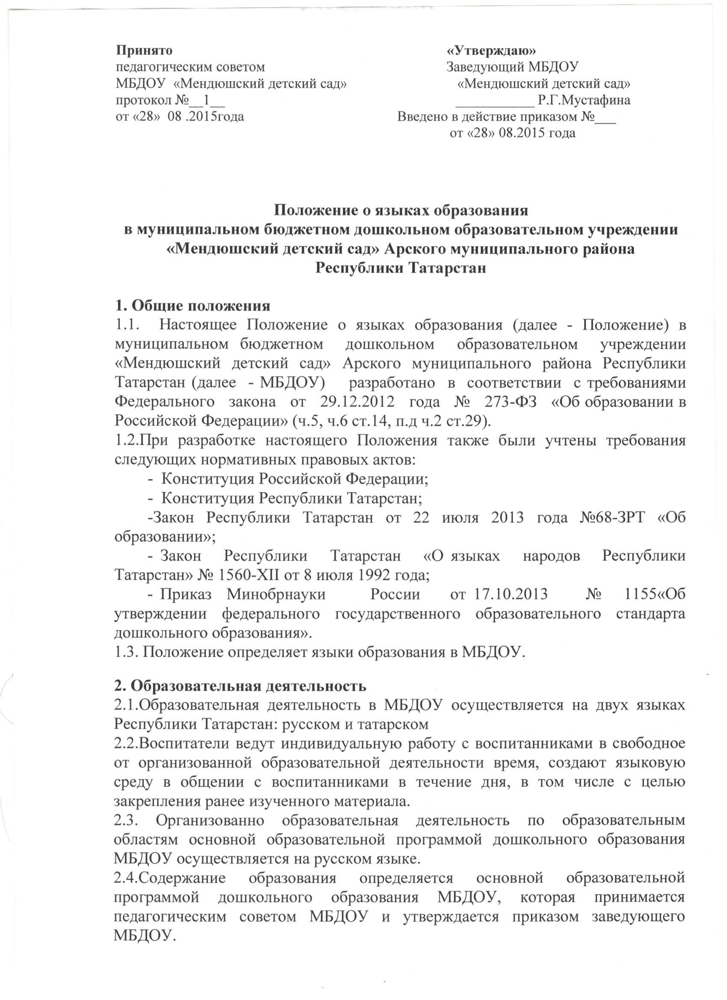 Принято
педагогическим советом
МБДОУ «Мендюшский детский сад»
протокол №__1__
от «28» 08 .2015года
«Утверждаю»
Заведующий МБДОУ
«Мендюшский детский сад»
___________ Р.Г.Мустафина
Введено в действие приказом №___
от «28» 08.2015 года
Положение о языках образования
в муниципальном бюджетном дошкольном образовательном учреждении
«Мендюшский детский сад» Арского муниципального района
Республики Татарстан
1. Общие положения
1.1. Настоящее Положение о языках образования (далее - Положение) в
муниципальном бюджетном дошкольном образовательном учреждении
«Мендюшский детский сад» Арского муниципального района Республики
Татарстан (далее - МБДОУ) разработано в соответствии с требованиями
Федерального закона от 29.12.2012 года № 273-ФЗ «Об образовании в
Российской Федерации» (ч.5, ч.6 ст.14, п.д ч.2 ст.29).
1.2.При разработке настоящего Положения также были учтены требования
следующих нормативных правовых актов:
- Конституция Российской Федерации;
- Конституция Республики Татарстан;
-Закон Республики Татарстан от 22 июля 2013 года №68-ЗРТ «Об
образовании»;
- Закон Республики Татарстан «О языках народов Республики
Татарстан» № 1560-XII от 8 июля 1992 года;
- Приказ Минобрнауки России от 17.10.2013 № 1155«Об
утверждении федерального государственного образовательного стандарта
дошкольного образования».
1.3. Положение определяет языки образования в МБДОУ.
2. Образовательная деятельность
2.1.Образовательная деятельность в МБДОУ осуществляется на двух языках
Республики Татарстан: русском и татарском
2.2.Воспитатели ведут индивидуальную работу с воспитанниками в свободное
от организованной образовательной деятельности время, создают языковую
среду в общении с воспитанниками в течение дня, в том числе с целью
закрепления ранее изученного материала.
2.3. Организованно образовательная деятельность по образовательным
областям основной образовательной программой дошкольного образования
МБДОУ осуществляется на русском языке.
2.4.Содержание образования определяется основной образовательной
программой дошкольного образования МБДОУ, которая принимается
педагогическим советом МБДОУ и утверждается приказом заведующего
МБДОУ.